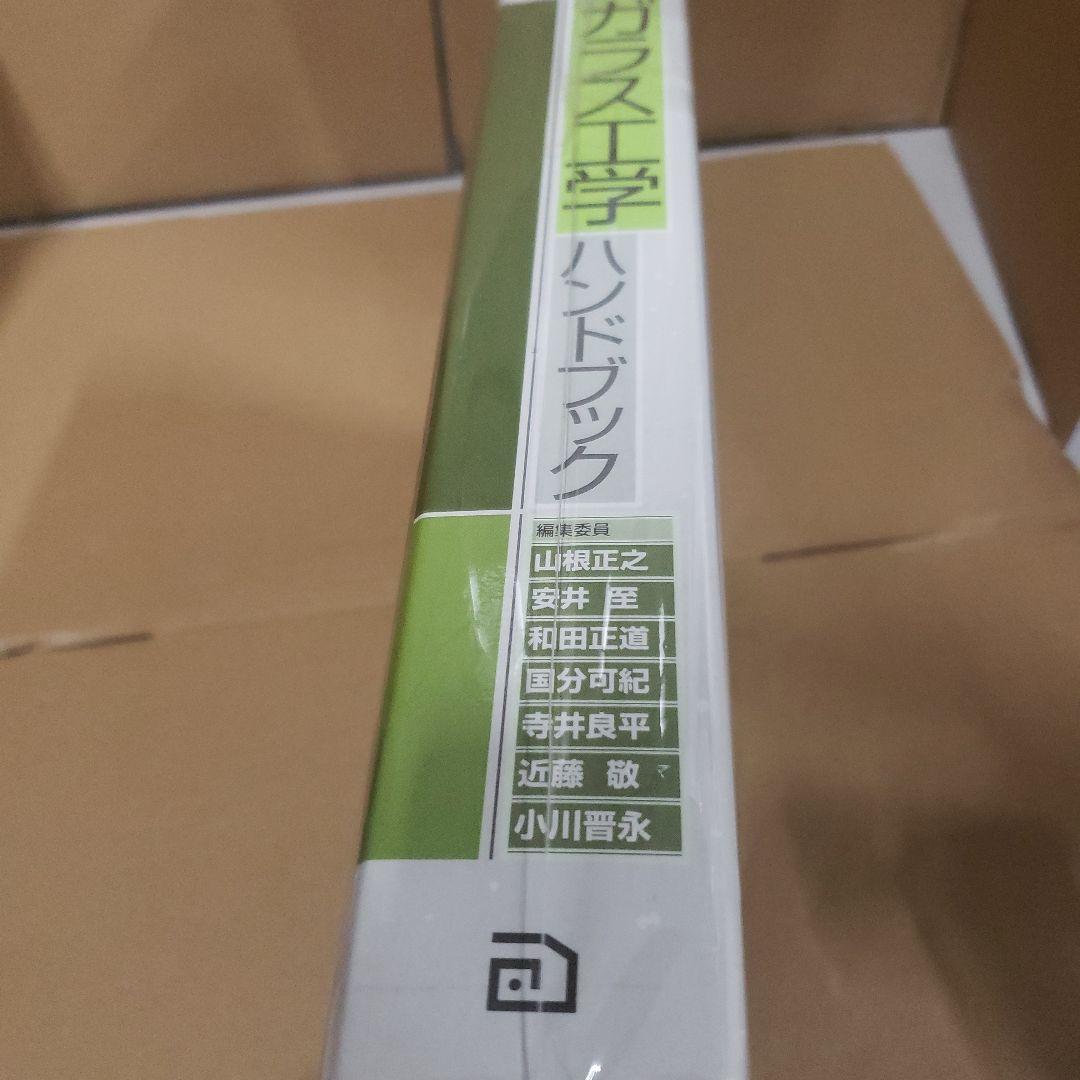 ガラス工学
ハンドブック
編集委員
山根正之
安井 至
和田正道
国分可紀
寺井良平
近藤 敬
小川晋永